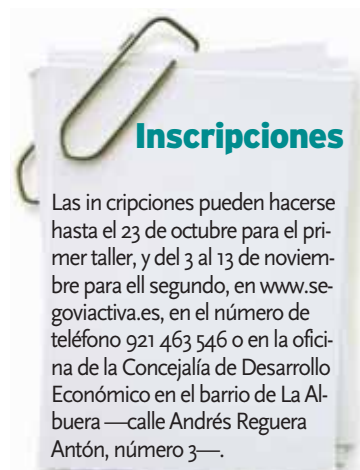 Inscripciones
Las in cripciones pueden hacerse
hasta el 23 de octubre para el pri-
mer taller, y del 3 al 13 de noviem-
bre para ell segundo, en www.se-
goviactiva.es, en el número de
teléfono 921 463 546 o en la ofici-
na de la Concejalía de Desarrollo
Económico en el barrio de La Al-
buera —calle Andrés Reguera
Antón, número 3—.